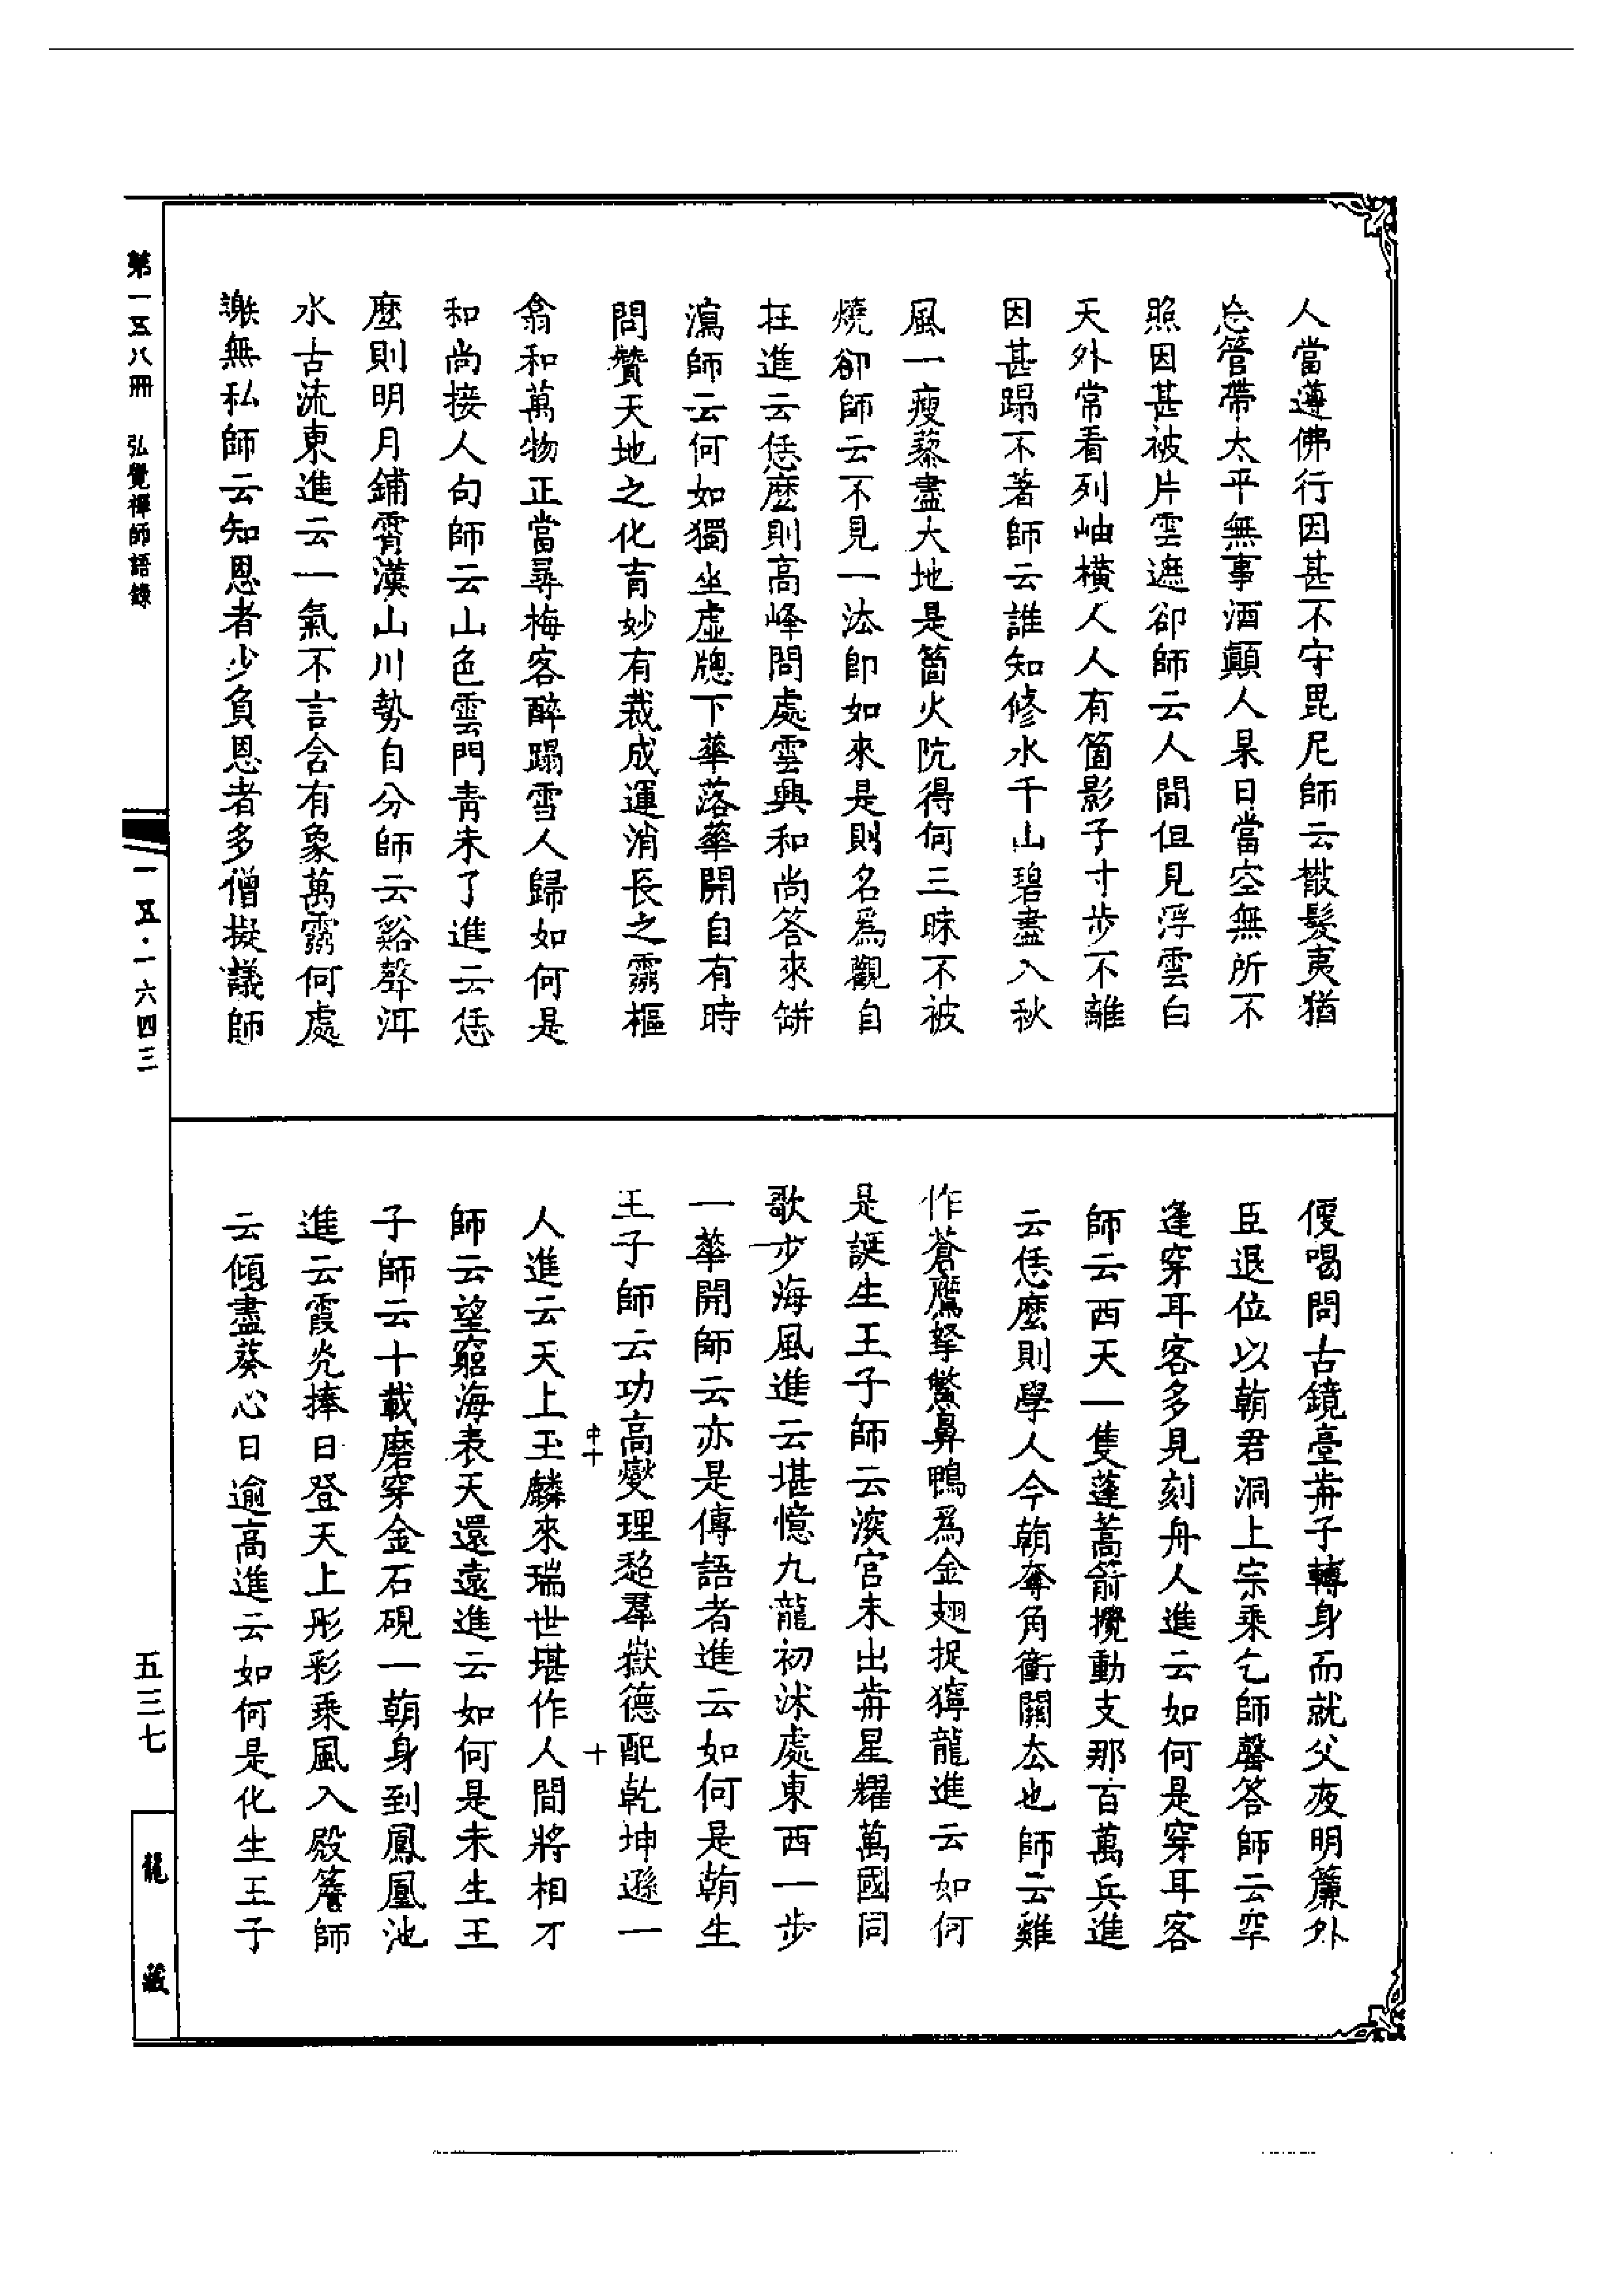 人當遵佛行因甚不守毘尼師云散髮夷猶
忘管帶太平無事酒顛人杲日當空無所不
照因甚被片雲遮卻師云人間但見浮雲白
天外常看列岫橫人人有箇影子寸步不離
因甚蹋不著師云誰知修水千山碧盡入秋
風一瘦藜盡大地是箇火阬得何三昧不被
燒卻師云不見一法即如來是則名爲觀自
在進云恁麼則高峰問處雲興和尚答來缾
瀉師云何如獨坐虛牕下華落華開自有時
問贊天地之化育妙有裁成運消長之靈樞
翕和萬物正當尋梅客醉蹋雪人歸如何是
和尚接人句師云山色雲門青未了進云恁
麼則明月鋪霄漢山川勢自分師云谿聲洱
水古流東進云一氣不言含有象萬靈何處
謝無私師云知恩者少負恩者多僧擬議師
便喝問古鏡臺歬子轉身而就父夜明簾外
臣退位以朝君洞上宗乘乞師罄答師云罕
逢穿耳客多見刻舟人進云如何是穿耳客
師云西天一隻蓬蒿箭攪動支那百萬兵進
云恁麼則學人今朝奪角衝關去也師云雞
作蒼鷹拏鱉鼻鴨爲金翅捉獰龍進云如何
是誕生王子師云深宮未出歬星耀萬國同
歌步海風進云堪憶九龍初沐處東西一步
一華開師云亦是傳語者進云如何是朝生
王子師云功高燮理超羣嶽德配乾坤遜一
人進云天上玉麟來瑞世堪作人間將相才
師云望窮海表天還遠進云如何是末生王
子師云十載磨穿金石硯一朝身到鳳凰池
進云霞光捧日登天上彤彩乘風入殿簷師
云傾盡葵心日逾高進云如何是化生王子
中十
十
第一五八冊 弘覺禪師語錄
一五·一六四三
五三七
龍藏